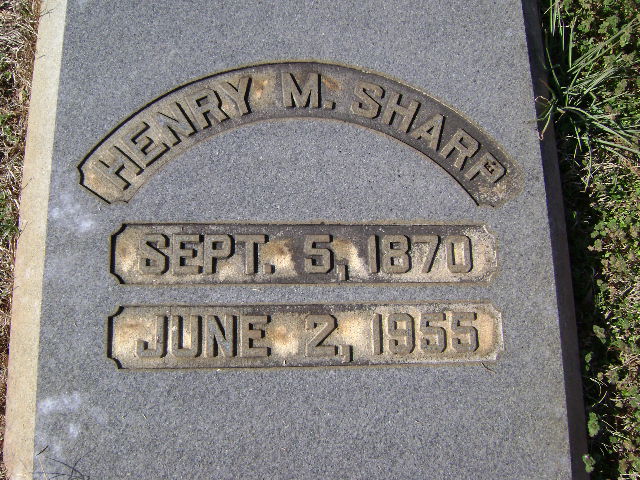 HENRY M. SHARP
SEPT. 5, 1870
JUNE 2, 1955